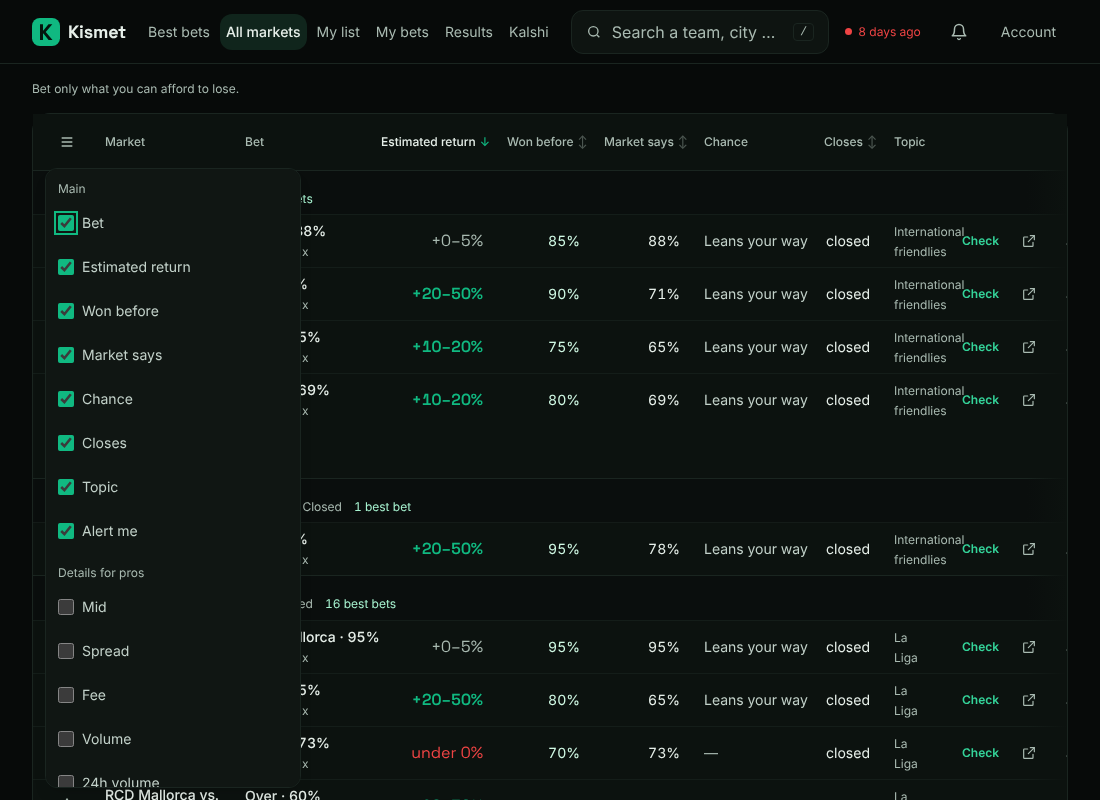 K Kismet Best bets All markets My list My bets Results Kalshi Search a team, city ... / 8 days ago Account
Bet only what you can afford to lose.
Market Bet Estimated return ↓ Won before Market says Chance Closes Topic
Main
Bet
Estimated return
Won before
Market says
Chance
Closes
Topic
Alert me
Details for pros
Mid
Spread
Fee
Volume
24h volume
+0–5% 85% 88% Leans your way closed International friendlies Check
+20–50% 90% 71% Leans your way closed International friendlies Check
+10–20% 75% 65% Leans your way closed International friendlies Check
69%
+10–20% 80% 69% Leans your way closed International friendlies Check
Closed 1 best bet
+20–50% 95% 78% Leans your way closed International friendlies Check
16 best bets
· 95%
+0–5% 95% 95% Leans your way closed La Liga Check
+20–50% 80% 65% Leans your way closed La Liga Check
73%
under 0% 70% 73% — closed La Liga Check
RCD Mallorca vs. Over · 60% La